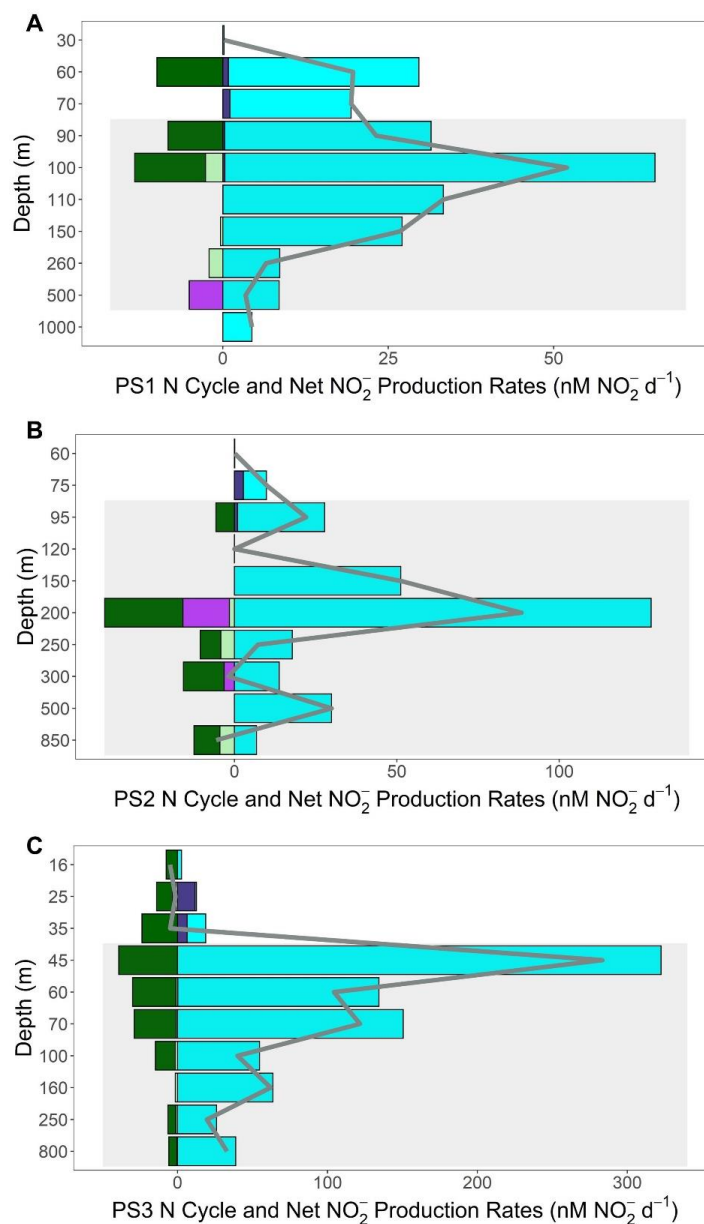 A
30
60
70
90
100
110
150
260
500
1000
Depth (m)
0 25 50
PS1 N Cycle and Net NO₂⁻ Production Rates (nM NO₂⁻ d⁻¹)
B
60
75
95
120
150
200
250
300
500
850
Depth (m)
0 50 100
PS2 N Cycle and Net NO₂⁻ Production Rates (nM NO₂⁻ d⁻¹)
C
16
25
35
45
60
70
100
160
250
800
Depth (m)
0 100 200 300
PS3 N Cycle and Net NO₂⁻ Production Rates (nM NO₂⁻ d⁻¹)